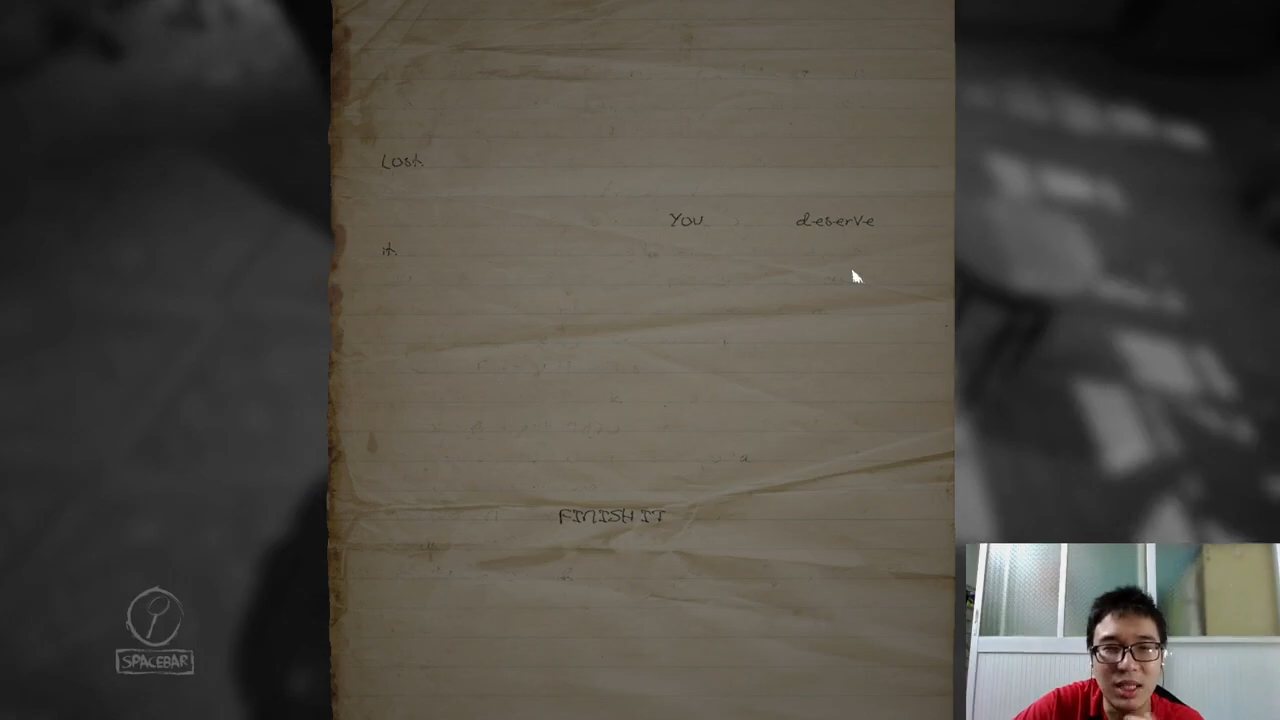 Lost
You deserve
it
FINISH IT
SPACEBAR